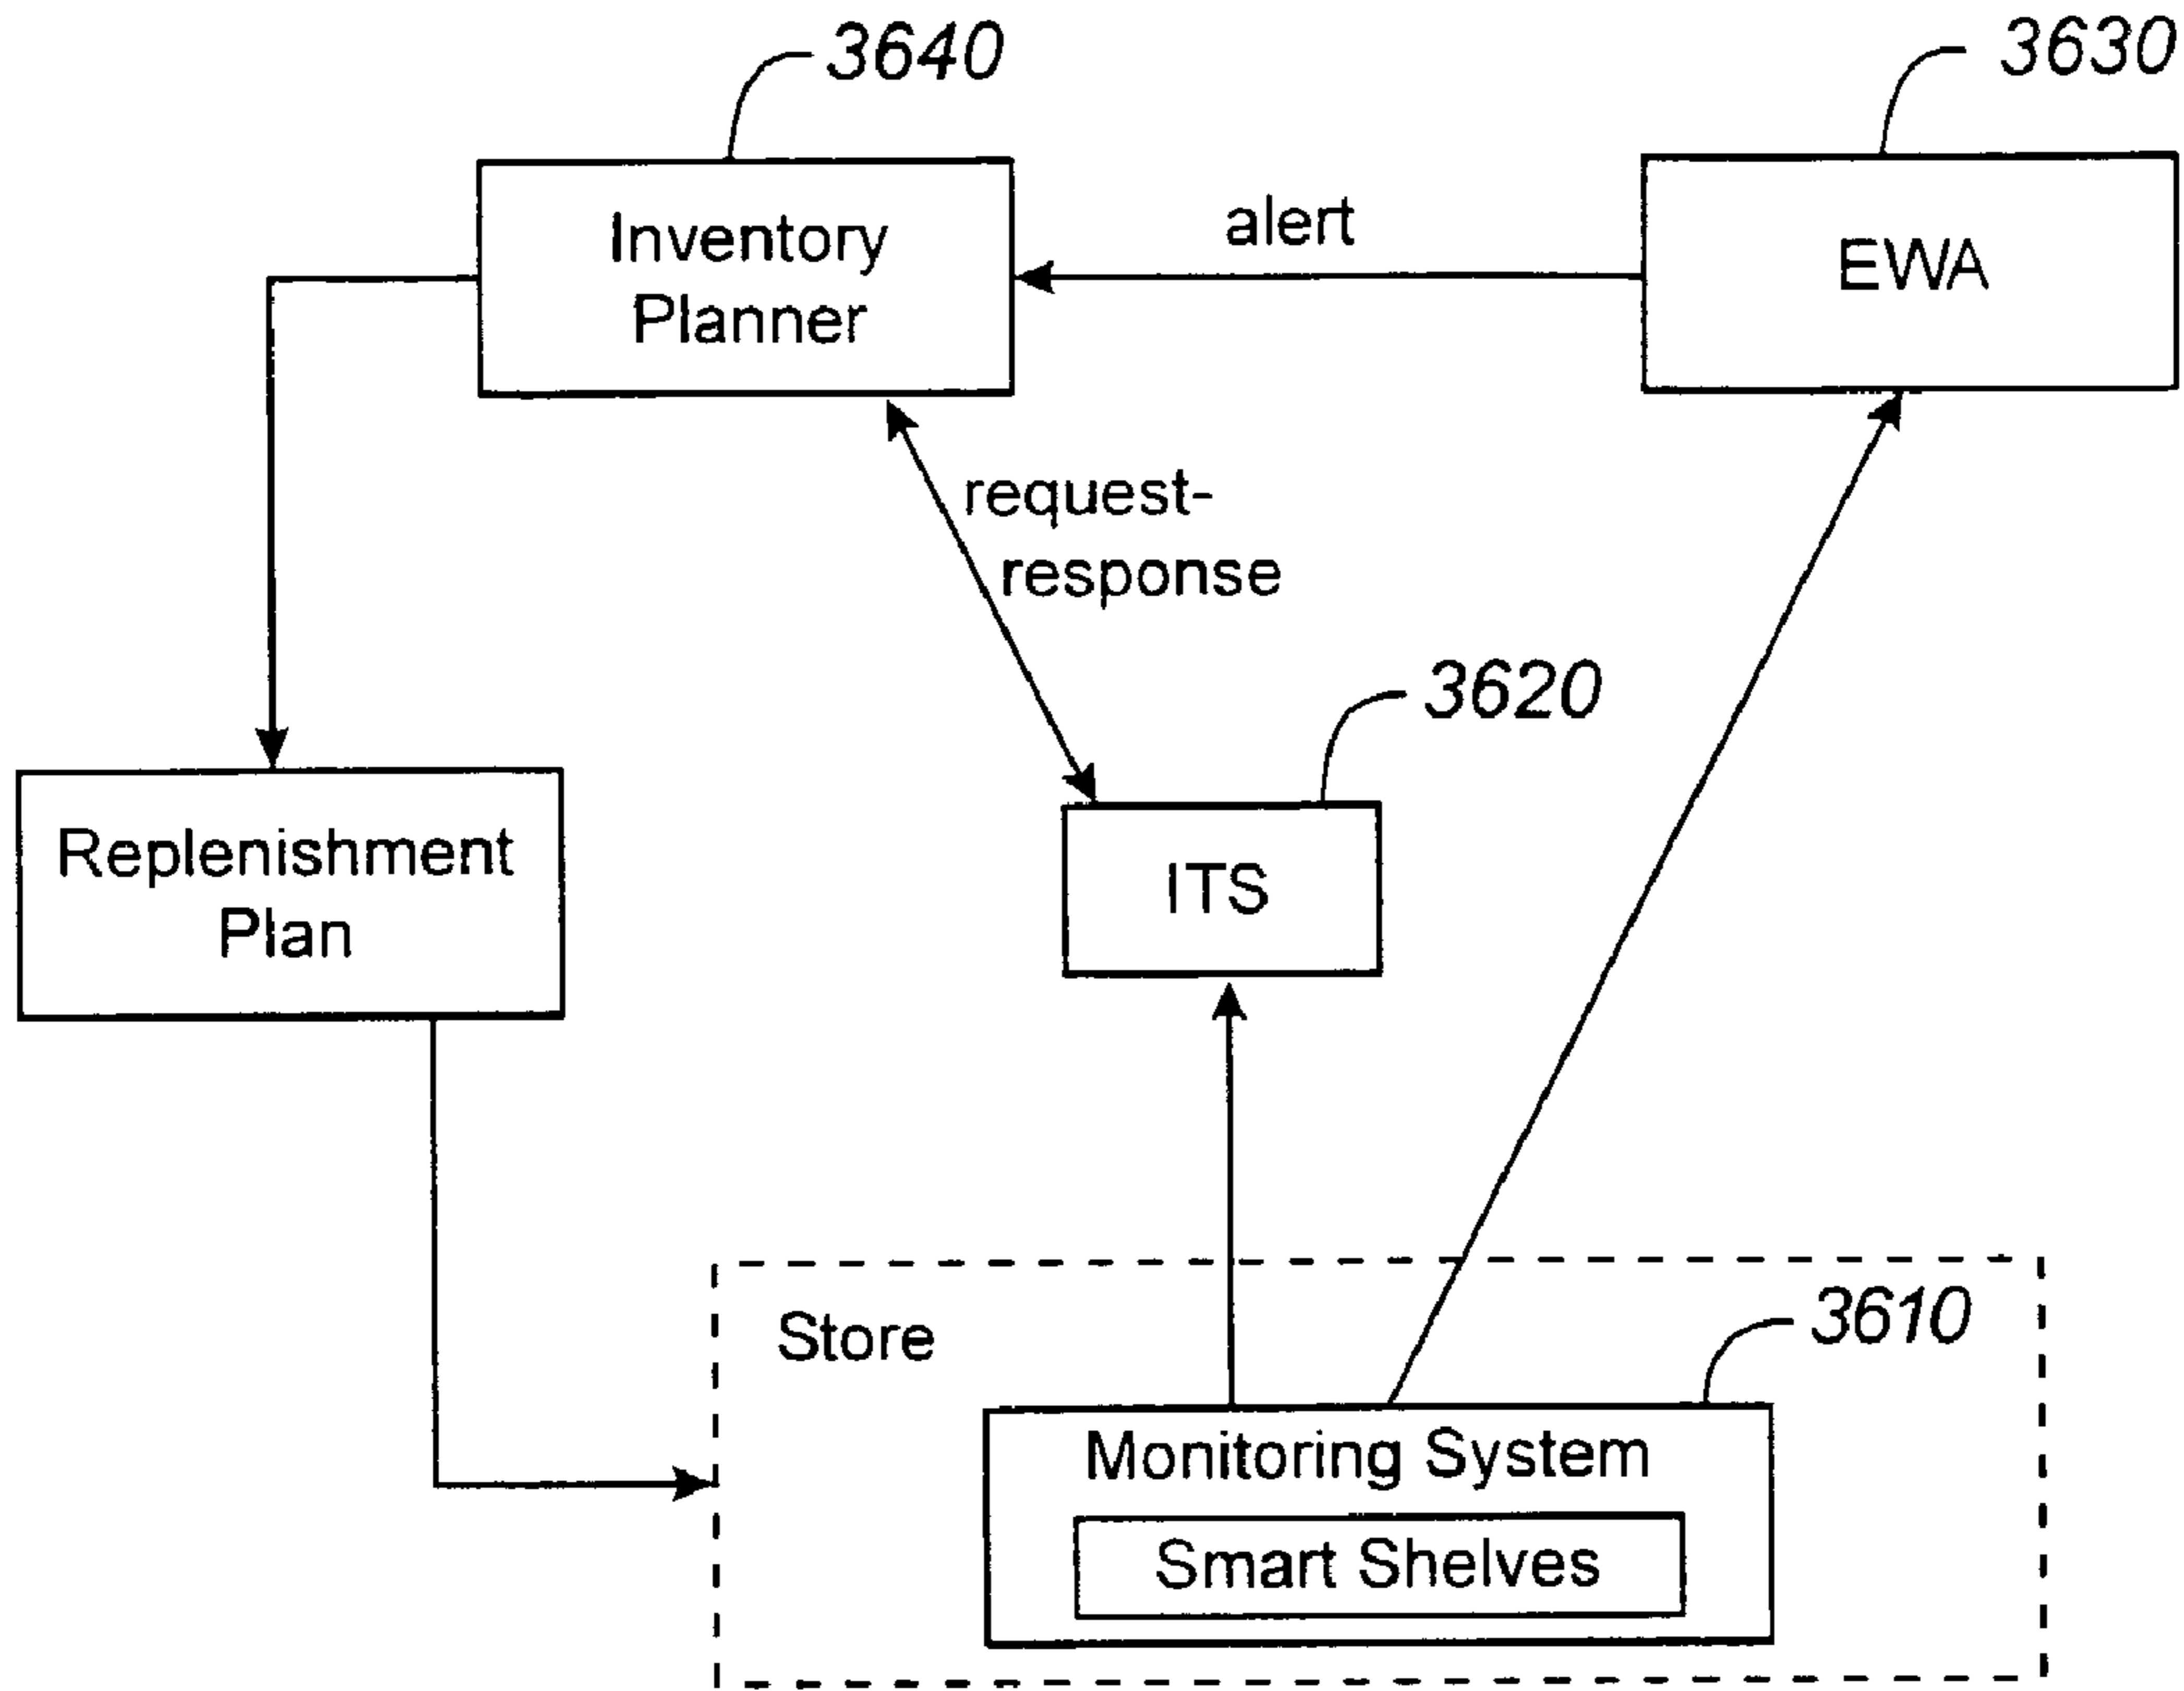 3640
3630
Inventory
Planner
alert
EWA
request-
response
3620
Replenishment
Plan
ITS
Store
3610
Monitoring System
Smart Shelves